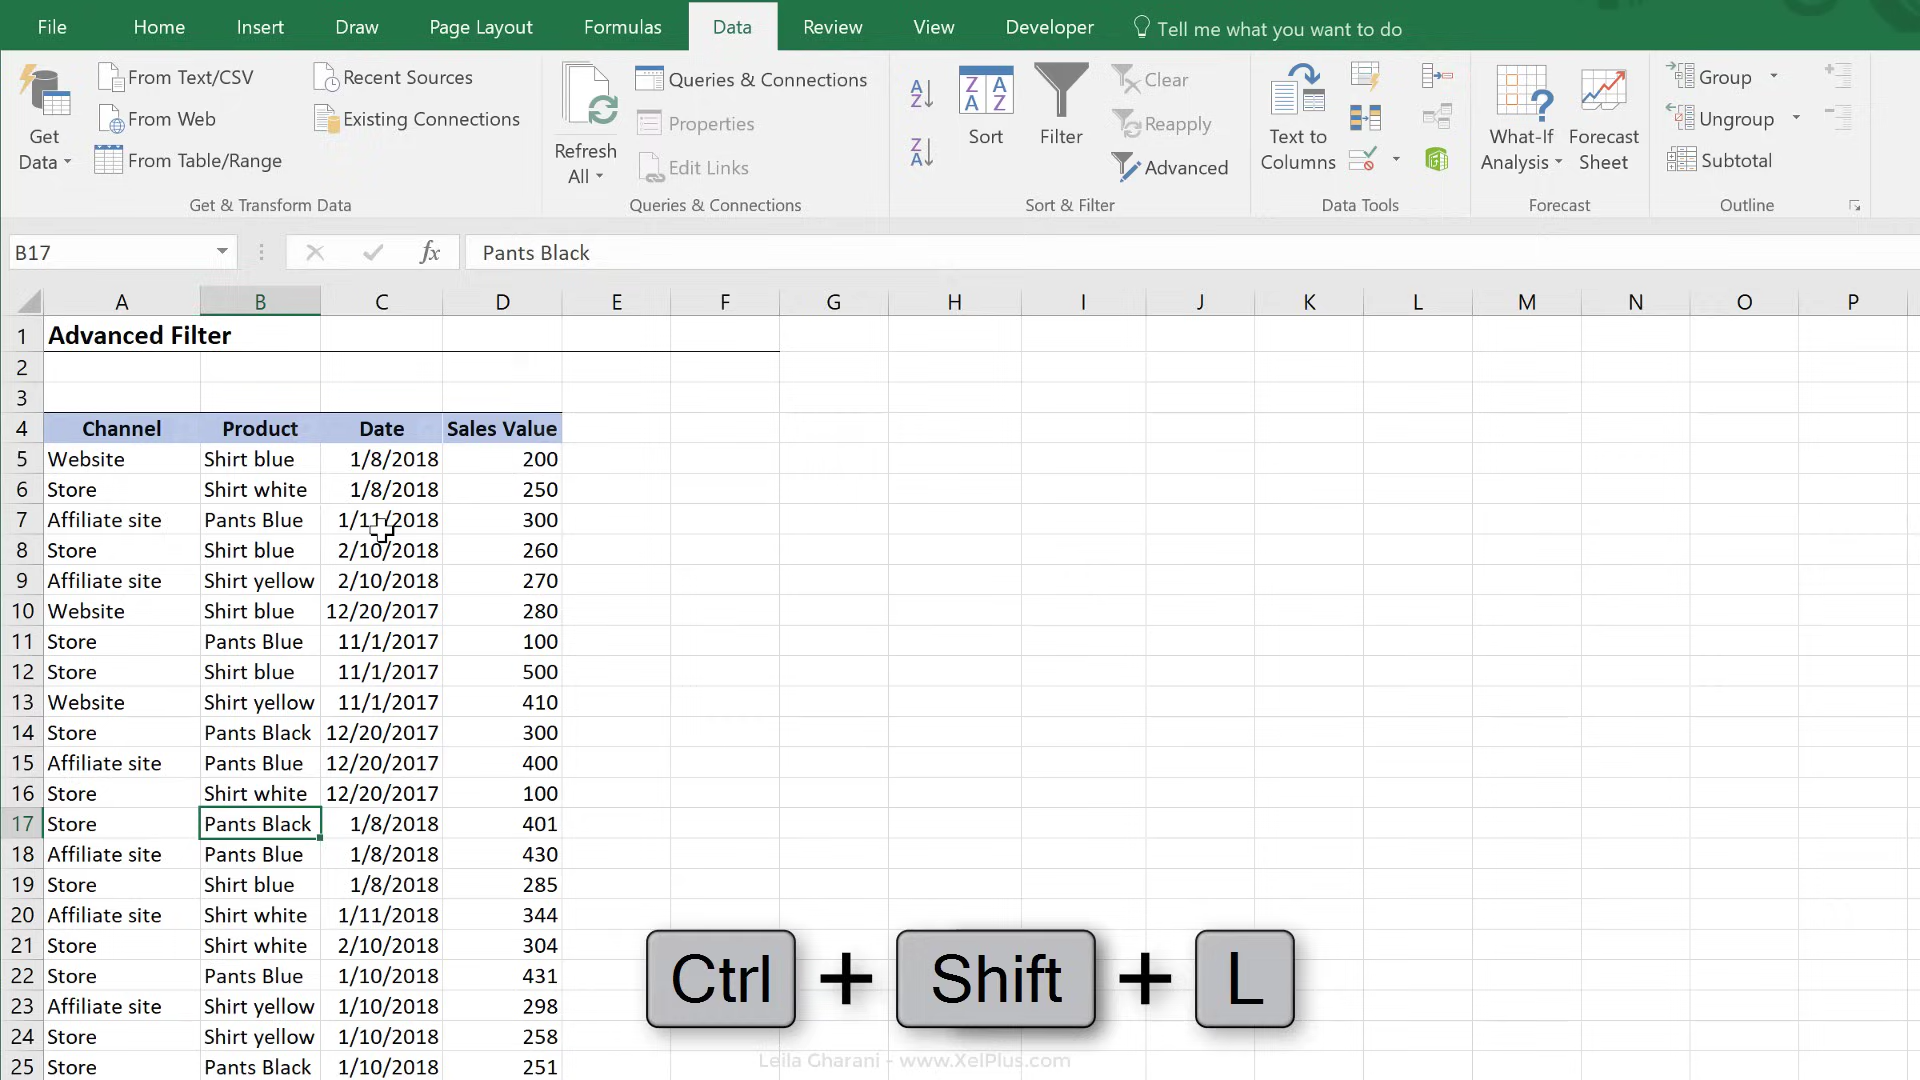 File Home Insert Draw Page Layout Formulas Data Review View Developer Tell me what you want to do
Get Data
From Text/CSV
From Web
From Table/Range
Recent Sources
Existing Connections
Get & Transform Data
Refresh All
Queries & Connections
Properties
Edit Links
Queries & Connections
A Z
Z A
Z A A Z
Sort
Filter
Clear
Reapply
Advanced
Sort & Filter
Text to Columns
Data Tools
What-If Analysis
Forecast Sheet
Forecast
Group
Ungroup
Subtotal
Outline
B17 fx Pants Black
A B C D E F G H I J K L M N O P
1 Advanced Filter
2
3
4 Channel Product Date Sales Value
5 Website Shirt blue 1/8/2018 200
6 Store Shirt white 1/8/2018 250
7 Affiliate site Pants Blue 1/11/2018 300
8 Store Shirt blue 2/10/2018 260
9 Affiliate site Shirt yellow 2/10/2018 270
10 Website Shirt blue 12/20/2017 280
11 Store Pants Blue 11/1/2017 100
12 Store Shirt blue 11/1/2017 500
13 Website Shirt yellow 11/1/2017 410
14 Store Pants Black 12/20/2017 300
15 Affiliate site Pants Blue 12/20/2017 400
16 Store Shirt white 12/20/2017 100
17 Store Pants Black 1/8/2018 401
18 Affiliate site Pants Blue 1/8/2018 430
19 Store Shirt blue 1/8/2018 285
20 Affiliate site Shirt white 1/11/2018 344
21 Store Shirt white 2/10/2018 304
22 Store Pants Blue 1/10/2018 431
23 Affiliate site Shirt yellow 1/10/2018 298
24 Store Shirt yellow 1/10/2018 258
25 Store Pants Black 1/10/2018 251
Ctrl + Shift + L
Leila Gharani - www.XelPlus.com